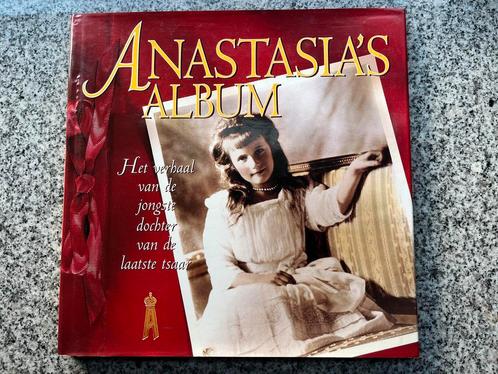 ANASTASIA'S
ALBUM
Het verhaal
van de
jongste
dochter
van de
laatste tsaar
A